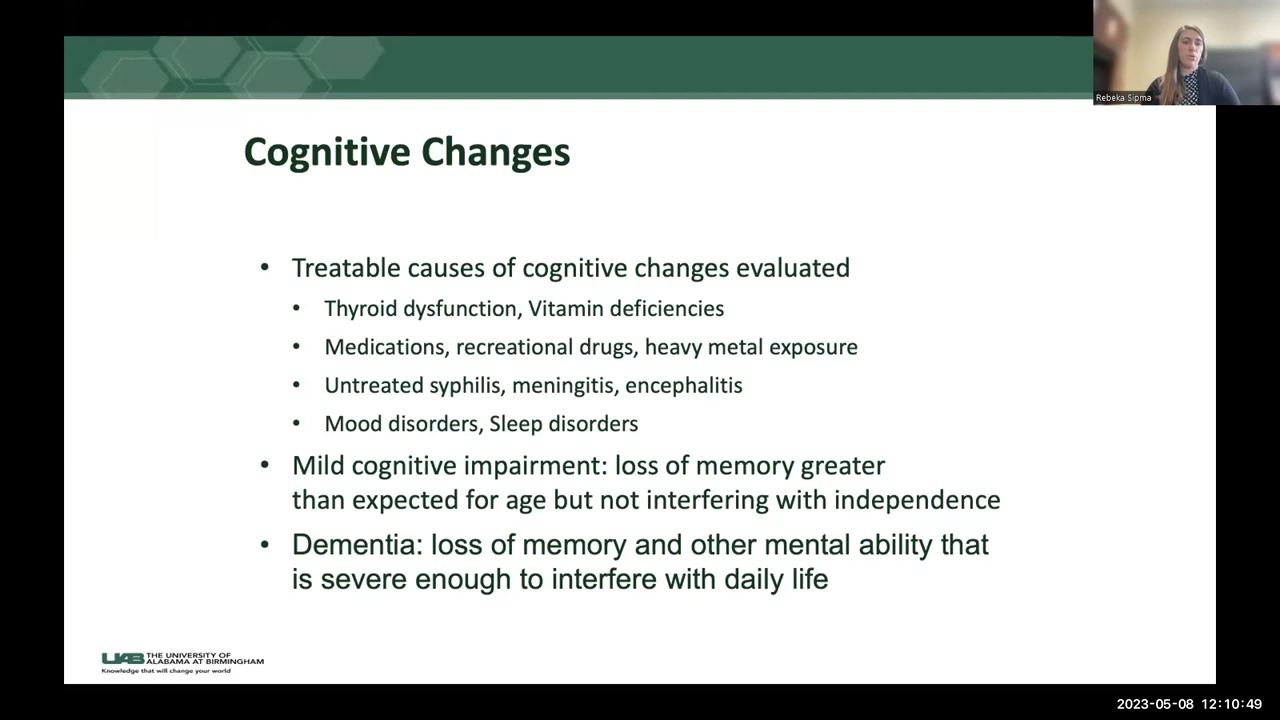 Rebeka Sipma
Cognitive Changes
• Treatable causes of cognitive changes evaluated
• Thyroid dysfunction, Vitamin deficiencies
• Medications, recreational drugs, heavy metal exposure
• Untreated syphilis, meningitis, encephalitis
• Mood disorders, Sleep disorders
• Mild cognitive impairment: loss of memory greater
than expected for age but not interfering with independence
• Dementia: loss of memory and other mental ability that
is severe enough to interfere with daily life
UAB THE UNIVERSITY OF
ALABAMA AT BIRMINGHAM
Knowledge that will change your world
2023-05-08 12:10:49